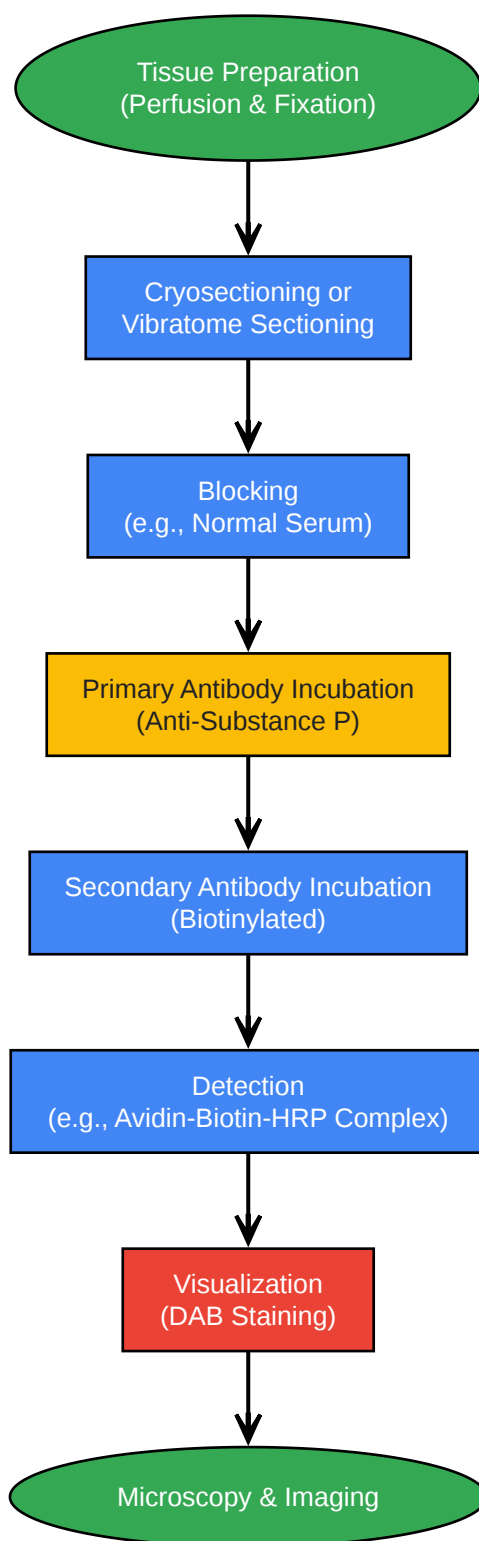 Tissue Preparation
(Perfusion & Fixation)
Cryosectioning or
Vibratome Sectioning
Blocking
(e.g., Normal Serum)
Primary Antibody Incubation
(Anti-Substance P)
Secondary Antibody Incubation
(Biotinylated)
Detection
(e.g., Avidin-Biotin-HRP Complex)
Visualization
(DAB Staining)
Microscopy & Imaging